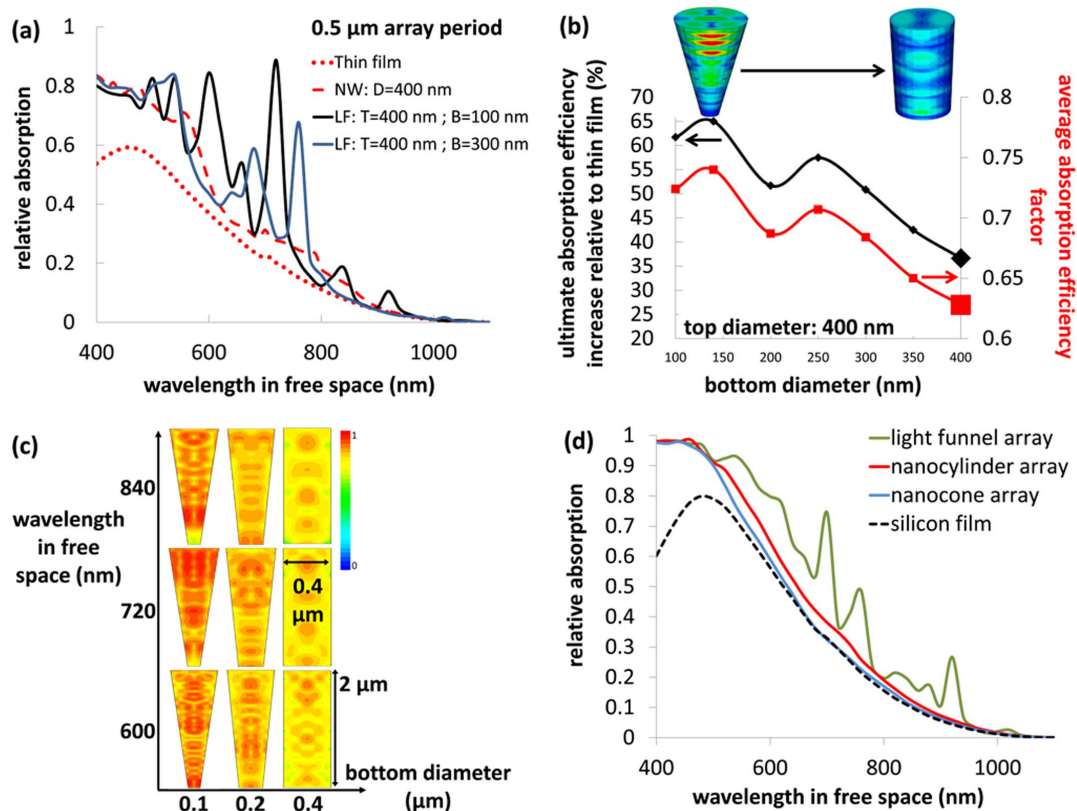 (a)
0.5 µm array period
Thin film
NW: D=400 nm
LF: T=400 nm ; B=100 nm
LF: T=400 nm ; B=300 nm
relative absorption
1
0.8
0.6
0.4
0.2
0
400 600 800 1000
wavelength in free space (nm)
(b)
ultimate absorption efficiency
increase relative to thin film (%)
70
65
60
55
50
45
40
35
30
25
20
0.8
0.75
0.7
0.65
0.6
average absorption efficiency
factor
top diameter: 400 nm
100 150 200 250 300 350 400
bottom diameter (nm)
(c)
wavelength
in free
space (nm)
840
720
600
1
0
0.4
µm
2 µm
bottom diameter
(µm)
0.1 0.2 0.4
(d)
light funnel array
nanocylinder array
nanocone array
silicon film
relative absorption
1
0.9
0.8
0.7
0.6
0.5
0.4
0.3
0.2
0.1
0
400 600 800 1000
wavelength in free space (nm)